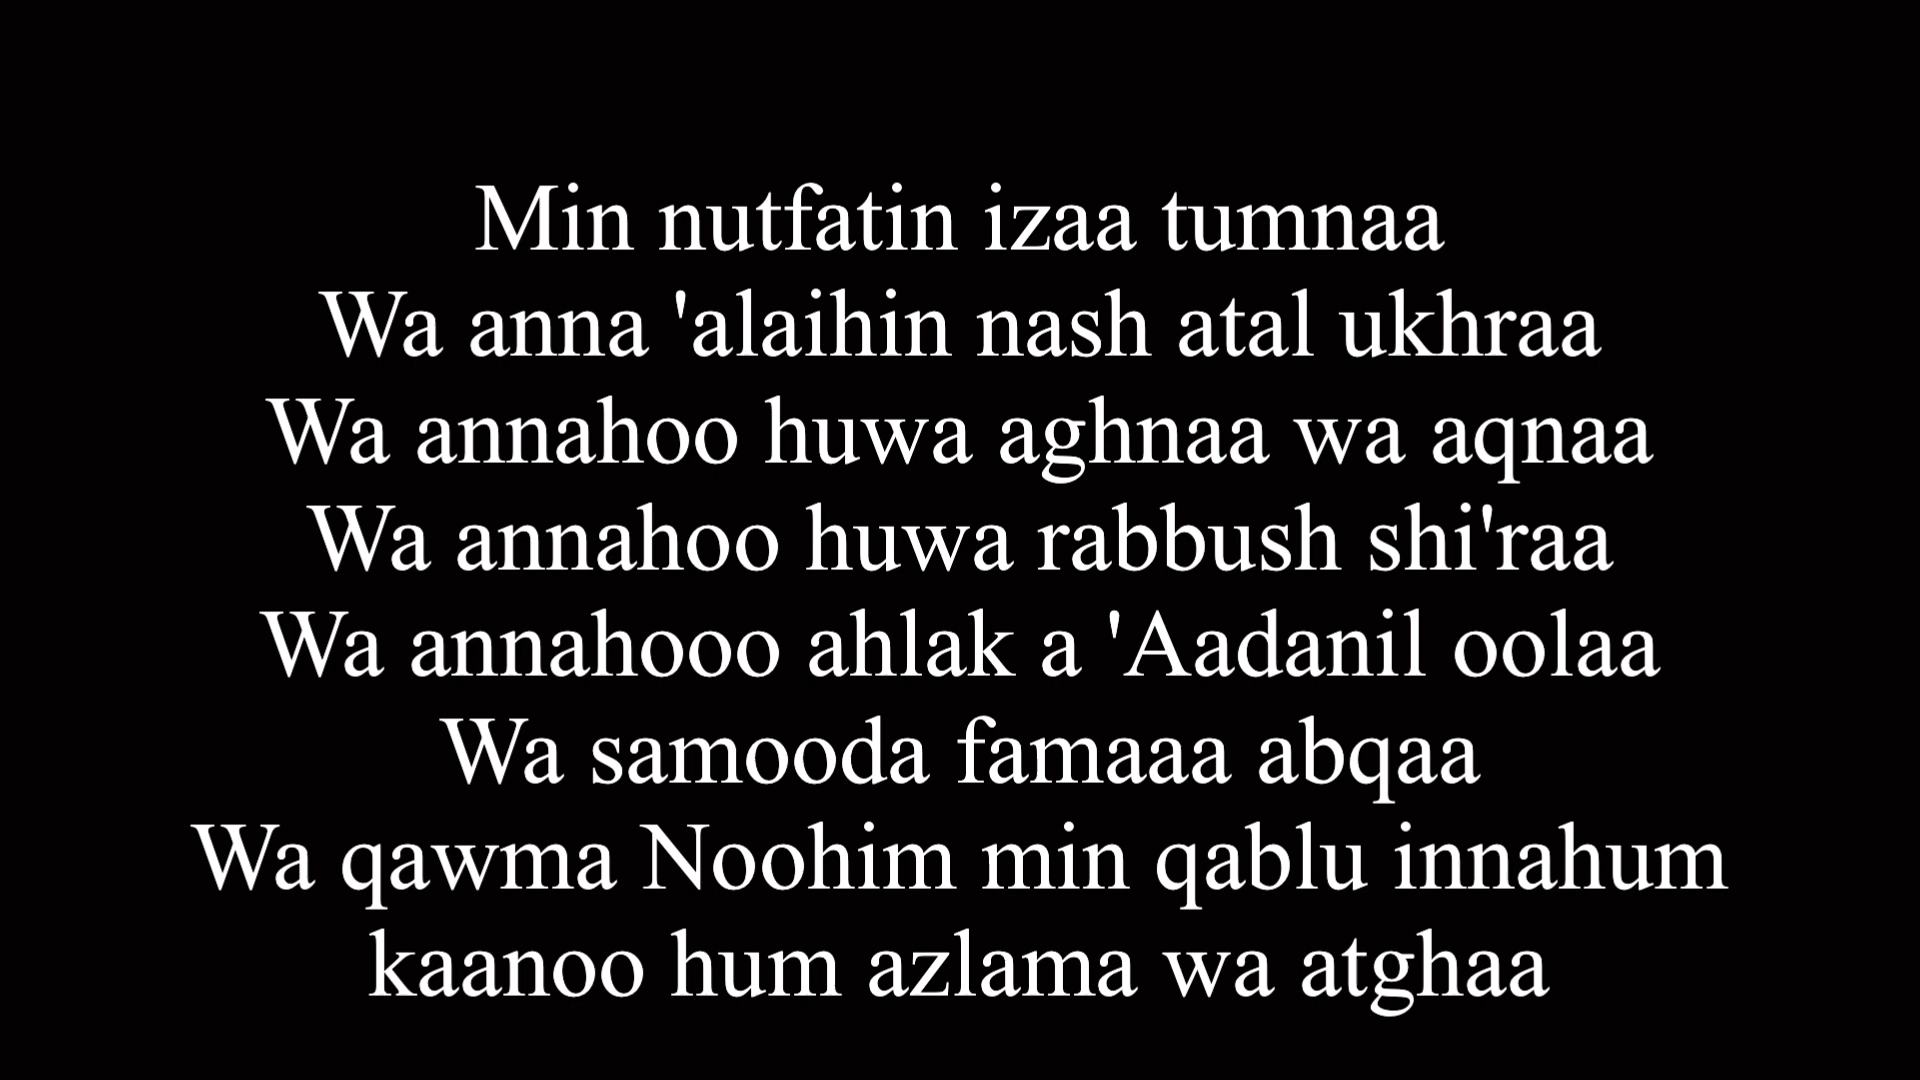 Min nutfatin izaa tumnaa
Wa anna 'alaihin nash atal ukhraa
Wa annahoo huwa aghnaa wa aqnaa
Wa annahoo huwa rabbush shi'raa
Wa annahooo ahlak a 'Aadanil oolaa
Wa samooda famaaa abqaa
Wa qawma Noohim min qablu innahum
kaanoo hum azlama wa atghaa